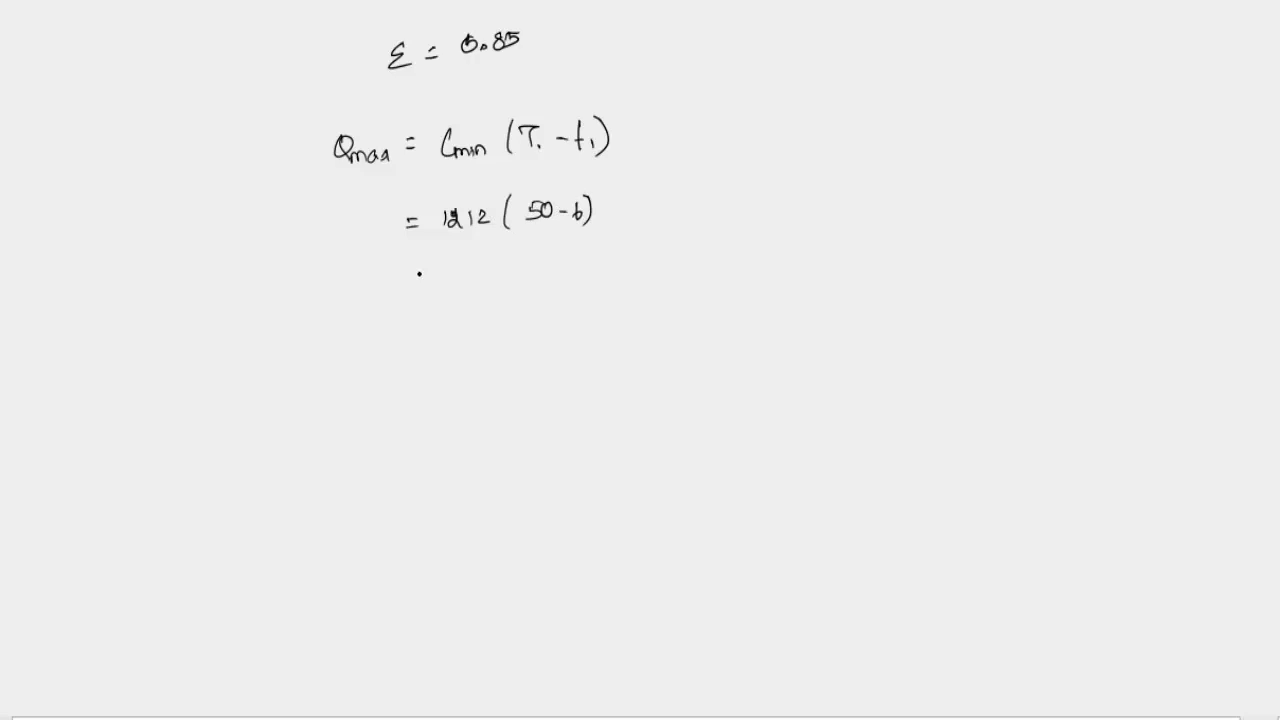 Ɛ = 0.85
Qmax = Cmin (T1 - t1)
= 1212 ( 50 - 6)